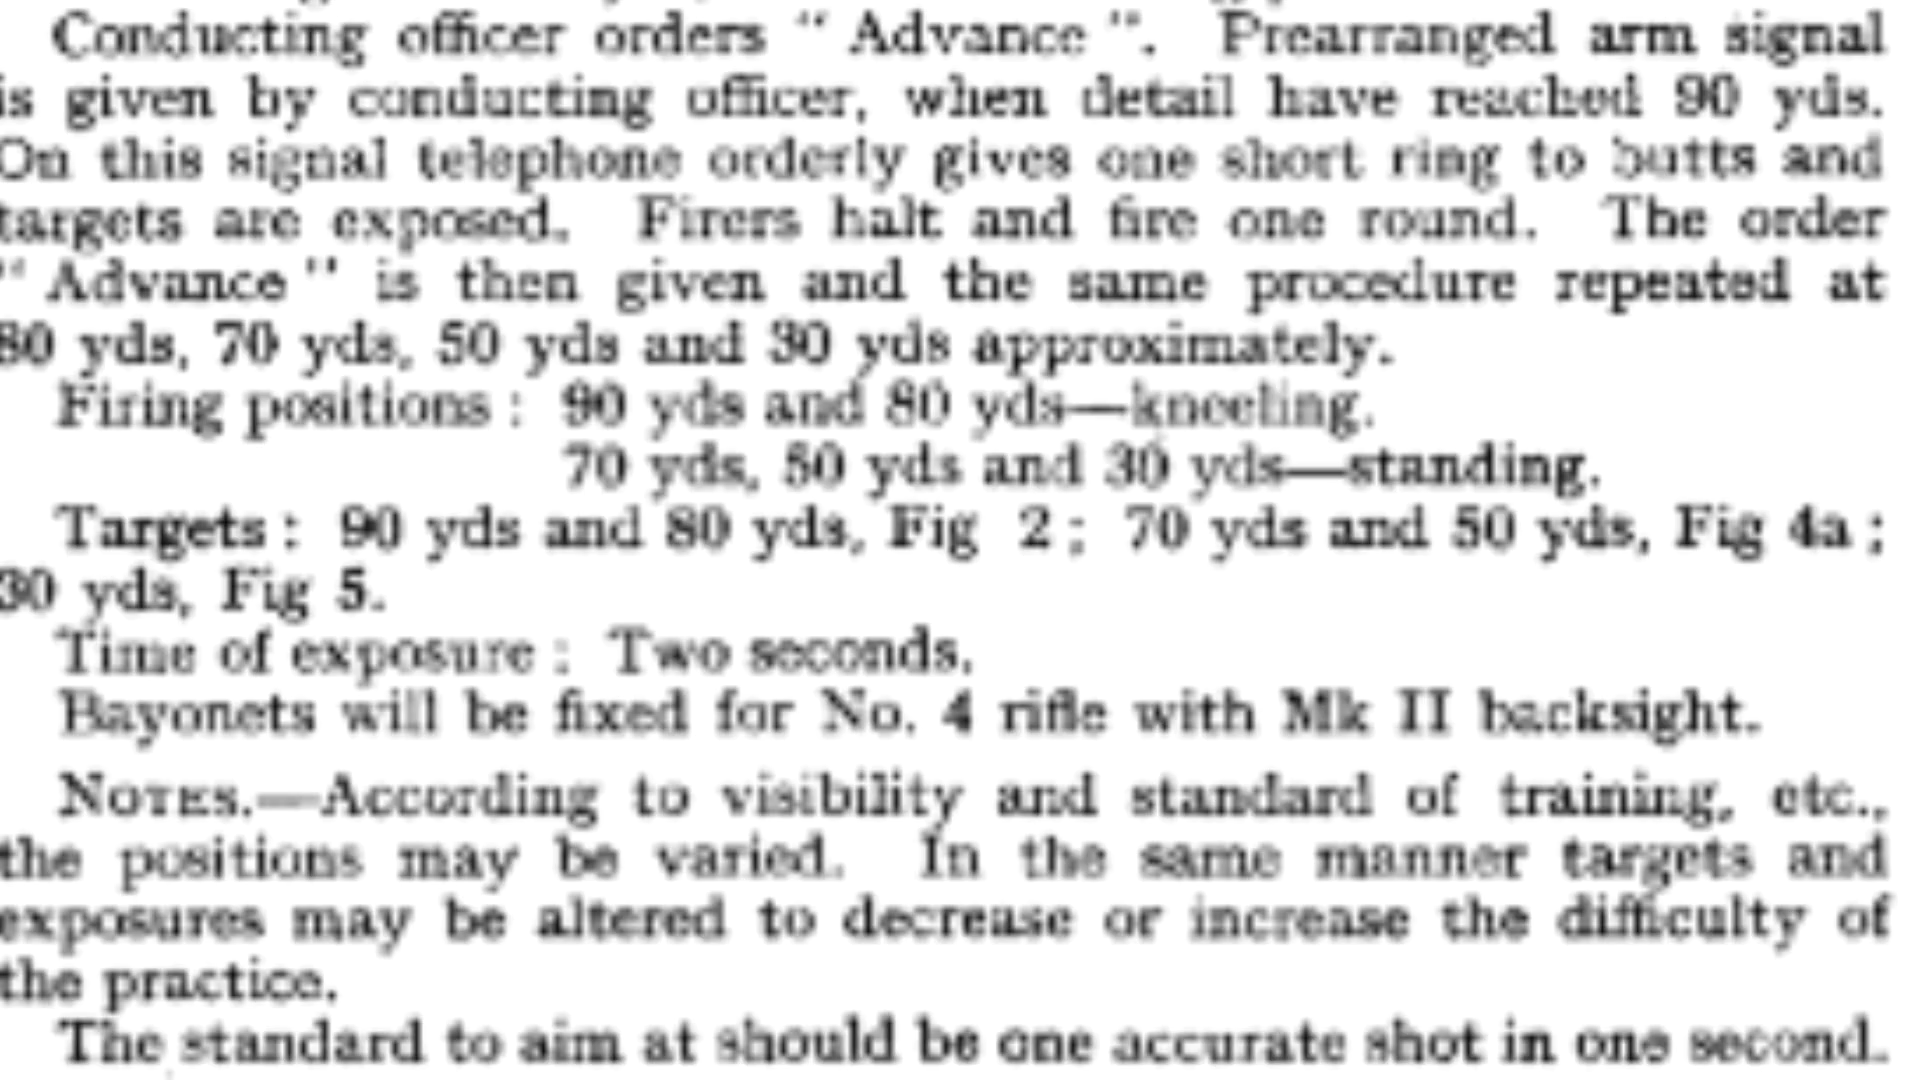 Conducting officer orders “ Advance ”. Prearranged arm signal
is given by conducting officer, when detail have reached 90 yds.
On this signal telephone orderly gives one short ring to butts and
targets are exposed. Firers halt and fire one round. The order
“ Advance ” is then given and the same procedure repeated at
80 yds, 70 yds, 50 yds and 30 yds approximately.
Firing positions : 90 yds and 80 yds—kneeling.
70 yds, 50 yds and 30 yds—standing.
Targets : 90 yds and 80 yds, Fig 2 ; 70 yds and 50 yds, Fig 4a ;
30 yds, Fig 5.
Time of exposure : Two seconds.
Bayonets will be fixed for No. 4 rifle with Mk II backsight.
NOTES.—According to visibility and standard of training, etc.,
the positions may be varied. In the same manner targets and
exposures may be altered to decrease or increase the difficulty of
the practice.
The standard to aim at should be one accurate shot in one second.